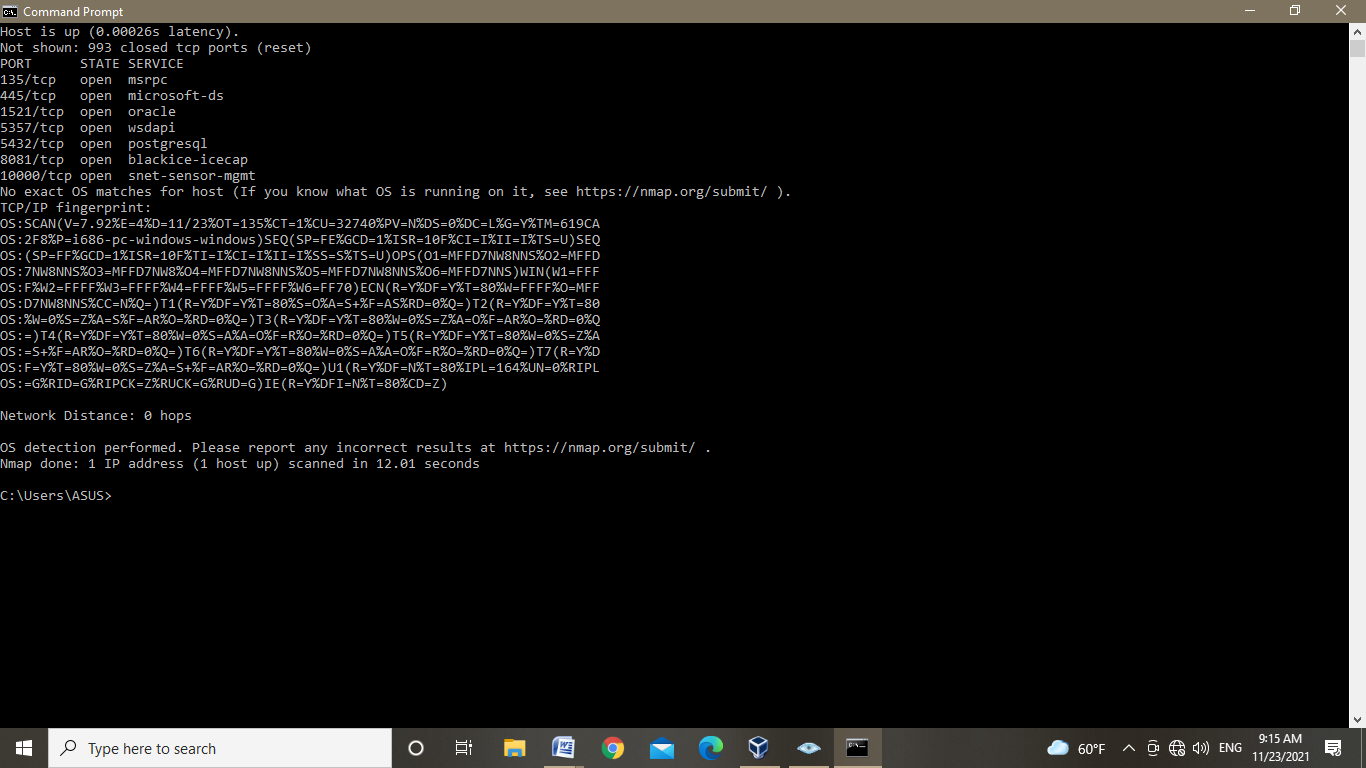 Command Prompt
Host is up (0.00026s latency).
Not shown: 993 closed tcp ports (reset)
PORT      STATE SERVICE
135/tcp   open  msrpc
445/tcp   open  microsoft-ds
1521/tcp  open  oracle
5357/tcp  open  wsdapi
5432/tcp  open  postgresql
8081/tcp  open  blackice-icecap
10000/tcp open  snet-sensor-mgmt
No exact OS matches for host (If you know what OS is running on it, see https://nmap.org/submit/ ).
TCP/IP fingerprint:
OS:SCAN(V=7.92%E=4%D=11/23%OT=135%CT=1%CU=32740%PV=N%DS=0%DC=L%G=Y%TM=619CA
OS:2F8%P=i686-pc-windows-windows)SEQ(SP=FE%GCD=1%ISR=10F%CI=I%II=I%TS=U)SEQ
OS:(SP=FF%GCD=1%ISR=10F%TI=I%CI=I%II=I%SS=S%TS=U)OPS(O1=MFFD7NW8NNS%O2=MFFD
OS:7NW8NNS%O3=MFFD7NW8%O4=MFFD7NW8NNS%O5=MFFD7NW8NNS%O6=MFFD7NNS)WIN(W1=FFF
OS:F%W2=FFFF%W3=FFFF%W4=FFFF%W5=FFFF%W6=FF70)ECN(R=Y%DF=Y%T=80%W=FFFF%O=MFF
OS:D7NW8NNS%CC=N%Q=)T1(R=Y%DF=Y%T=80%S=O%A=S+%F=AS%RD=0%Q=)T2(R=Y%DF=Y%T=80
OS:%W=0%S=Z%A=S%F=AR%O=%RD=0%Q=)T3(R=Y%DF=Y%T=80%W=0%S=Z%A=O%F=AR%O=%RD=0%Q
OS:=)T4(R=Y%DF=Y%T=80%W=0%S=A%A=O%F=R%O=%RD=0%Q=)T5(R=Y%DF=Y%T=80%W=0%S=Z%A
OS:=S+%F=AR%O=%RD=0%Q=)T6(R=Y%DF=Y%T=80%W=0%S=A%A=O%F=R%O=%RD=0%Q=)T7(R=Y%D
OS:F=Y%T=80%W=0%S=Z%A=S+%F=AR%O=%RD=0%Q=)U1(R=Y%DF=N%T=80%IPL=164%UN=0%RIPL
OS:=G%RID=G%RIPCK=Z%RUCK=G%RUD=G)IE(R=Y%DFI=N%T=80%CD=Z)
Network Distance: 0 hops
OS detection performed. Please report any incorrect results at https://nmap.org/submit/ .
Nmap done: 1 IP address (1 host up) scanned in 12.01 seconds
C:\Users\ASUS>
Type here to search
60°F
ENG
9:15 AM
11/23/2021